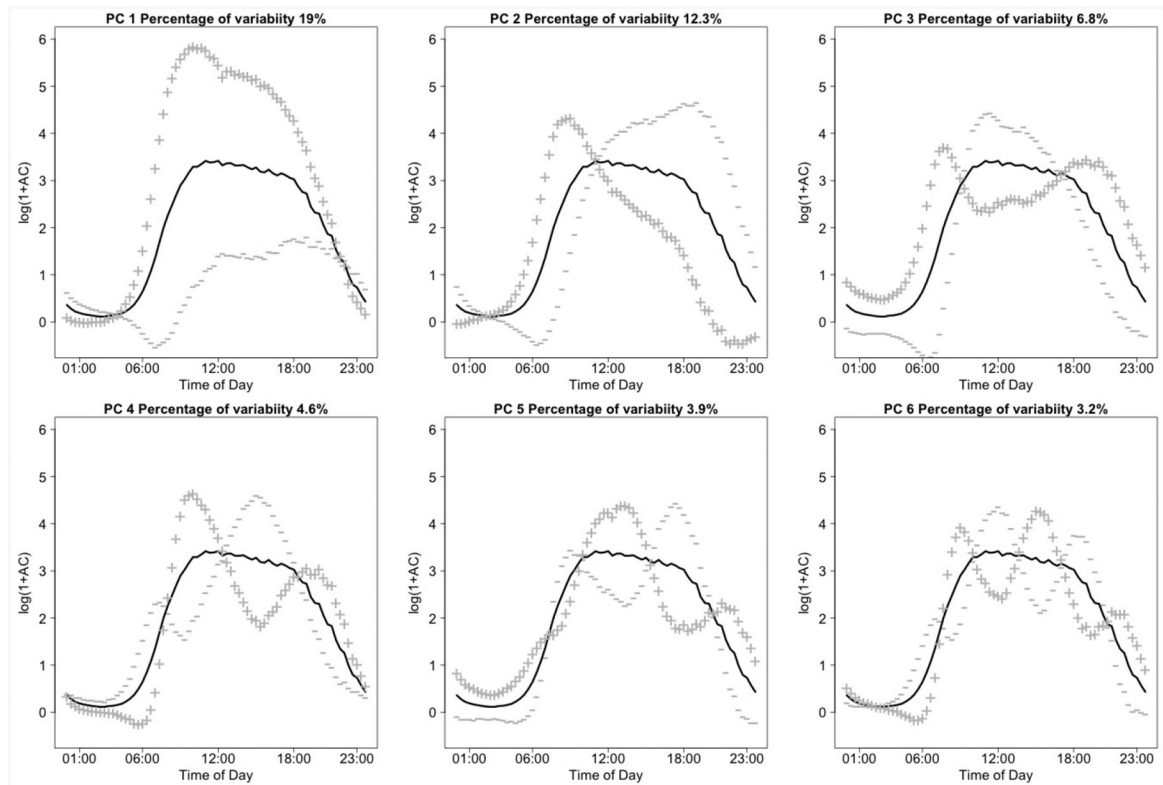 PC 1 Percentage of variabiity 19%
6
5
4
3
2
1
0
log(1+AC)
01:00 06:00 12:00 18:00 23:00
Time of Day
PC 2 Percentage of variabiity 12.3%
6
5
4
3
2
1
0
log(1+AC)
01:00 06:00 12:00 18:00 23:00
Time of Day
PC 3 Percentage of variabiity 6.8%
6
5
4
3
2
1
0
log(1+AC)
01:00 06:00 12:00 18:00 23:00
Time of Day
PC 4 Percentage of variabiity 4.6%
6
5
4
3
2
1
0
log(1+AC)
01:00 06:00 12:00 18:00 23:00
Time of Day
PC 5 Percentage of variabiity 3.9%
6
5
4
3
2
1
0
log(1+AC)
01:00 06:00 12:00 18:00 23:00
Time of Day
PC 6 Percentage of variabiity 3.2%
6
5
4
3
2
1
0
log(1+AC)
01:00 06:00 12:00 18:00 23:00
Time of Day